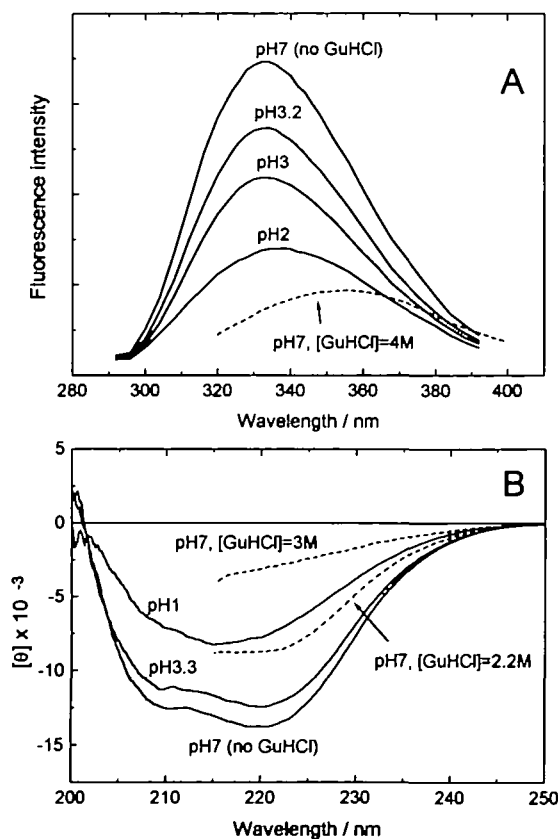 A
pH7 (no GuHCl)
pH3.2
pH3
pH2
pH7, [GuHCl]=4M
Fluorescence intensity
280 300 320 340 360 380 400
Wavelength / nm
B
5
0
-5
-10
-15
pH7, [GuHCl]=3M
pH1
pH3.3
pH7, [GuHCl]=2.2M
pH7 (no GuHCl)
[θ] x 10 -3
200 210 220 230 240 250
Wavelength / nm